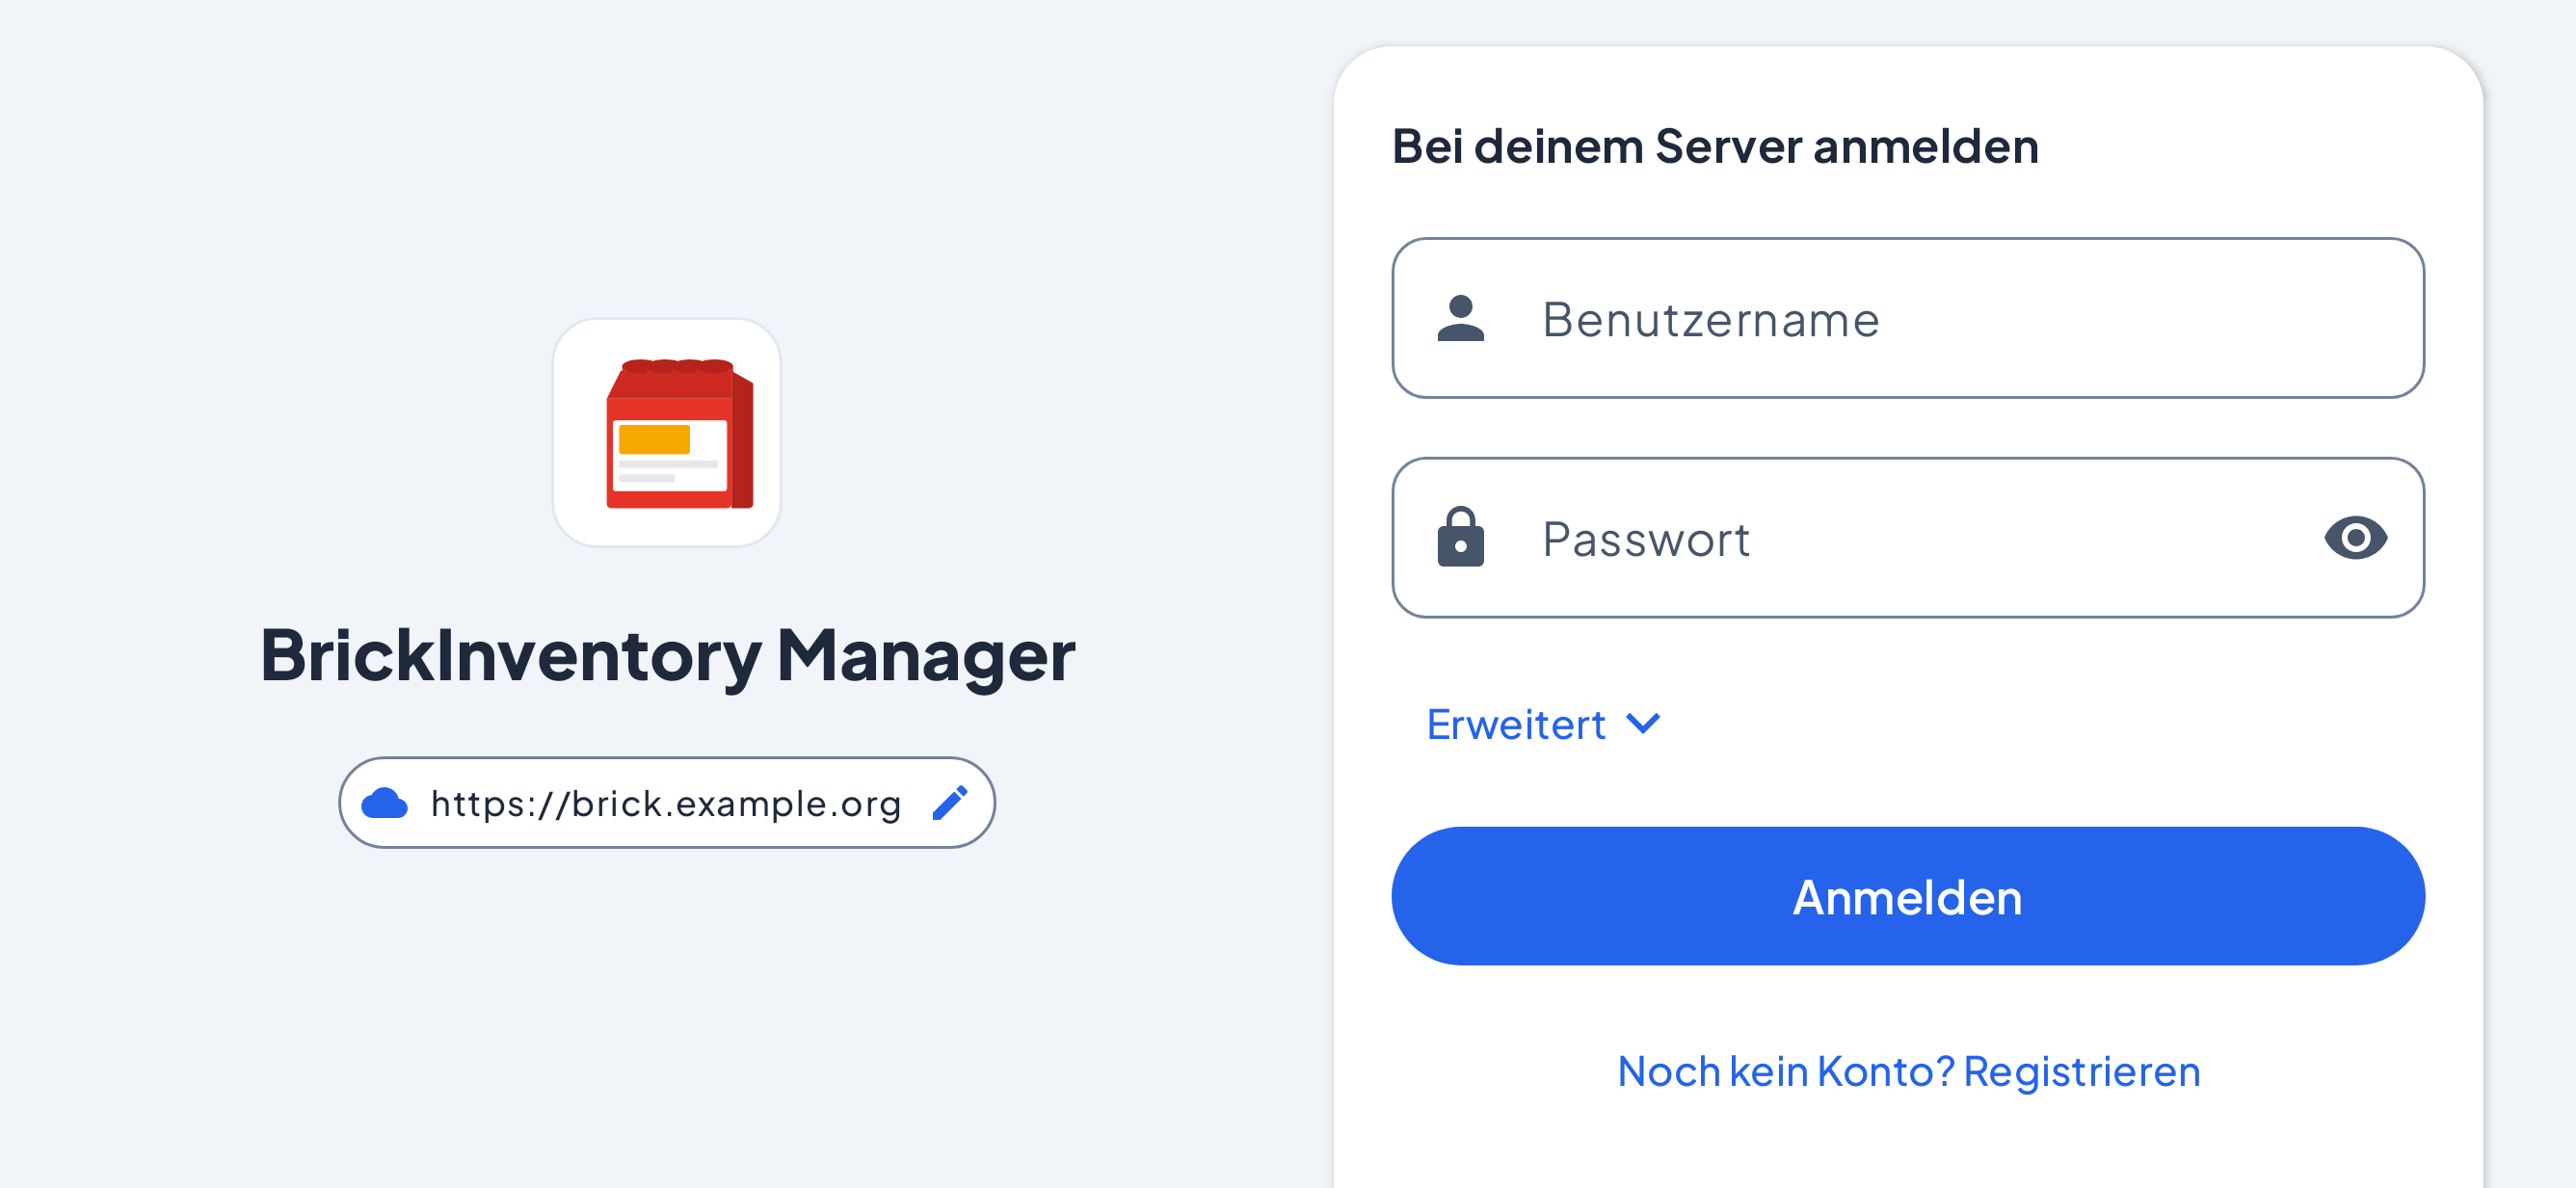 BrickInventory Manager
https://brick.example.org
Bei deinem Server anmelden
Benutzername
Passwort
Erweitert
Anmelden
Noch kein Konto? Registrieren